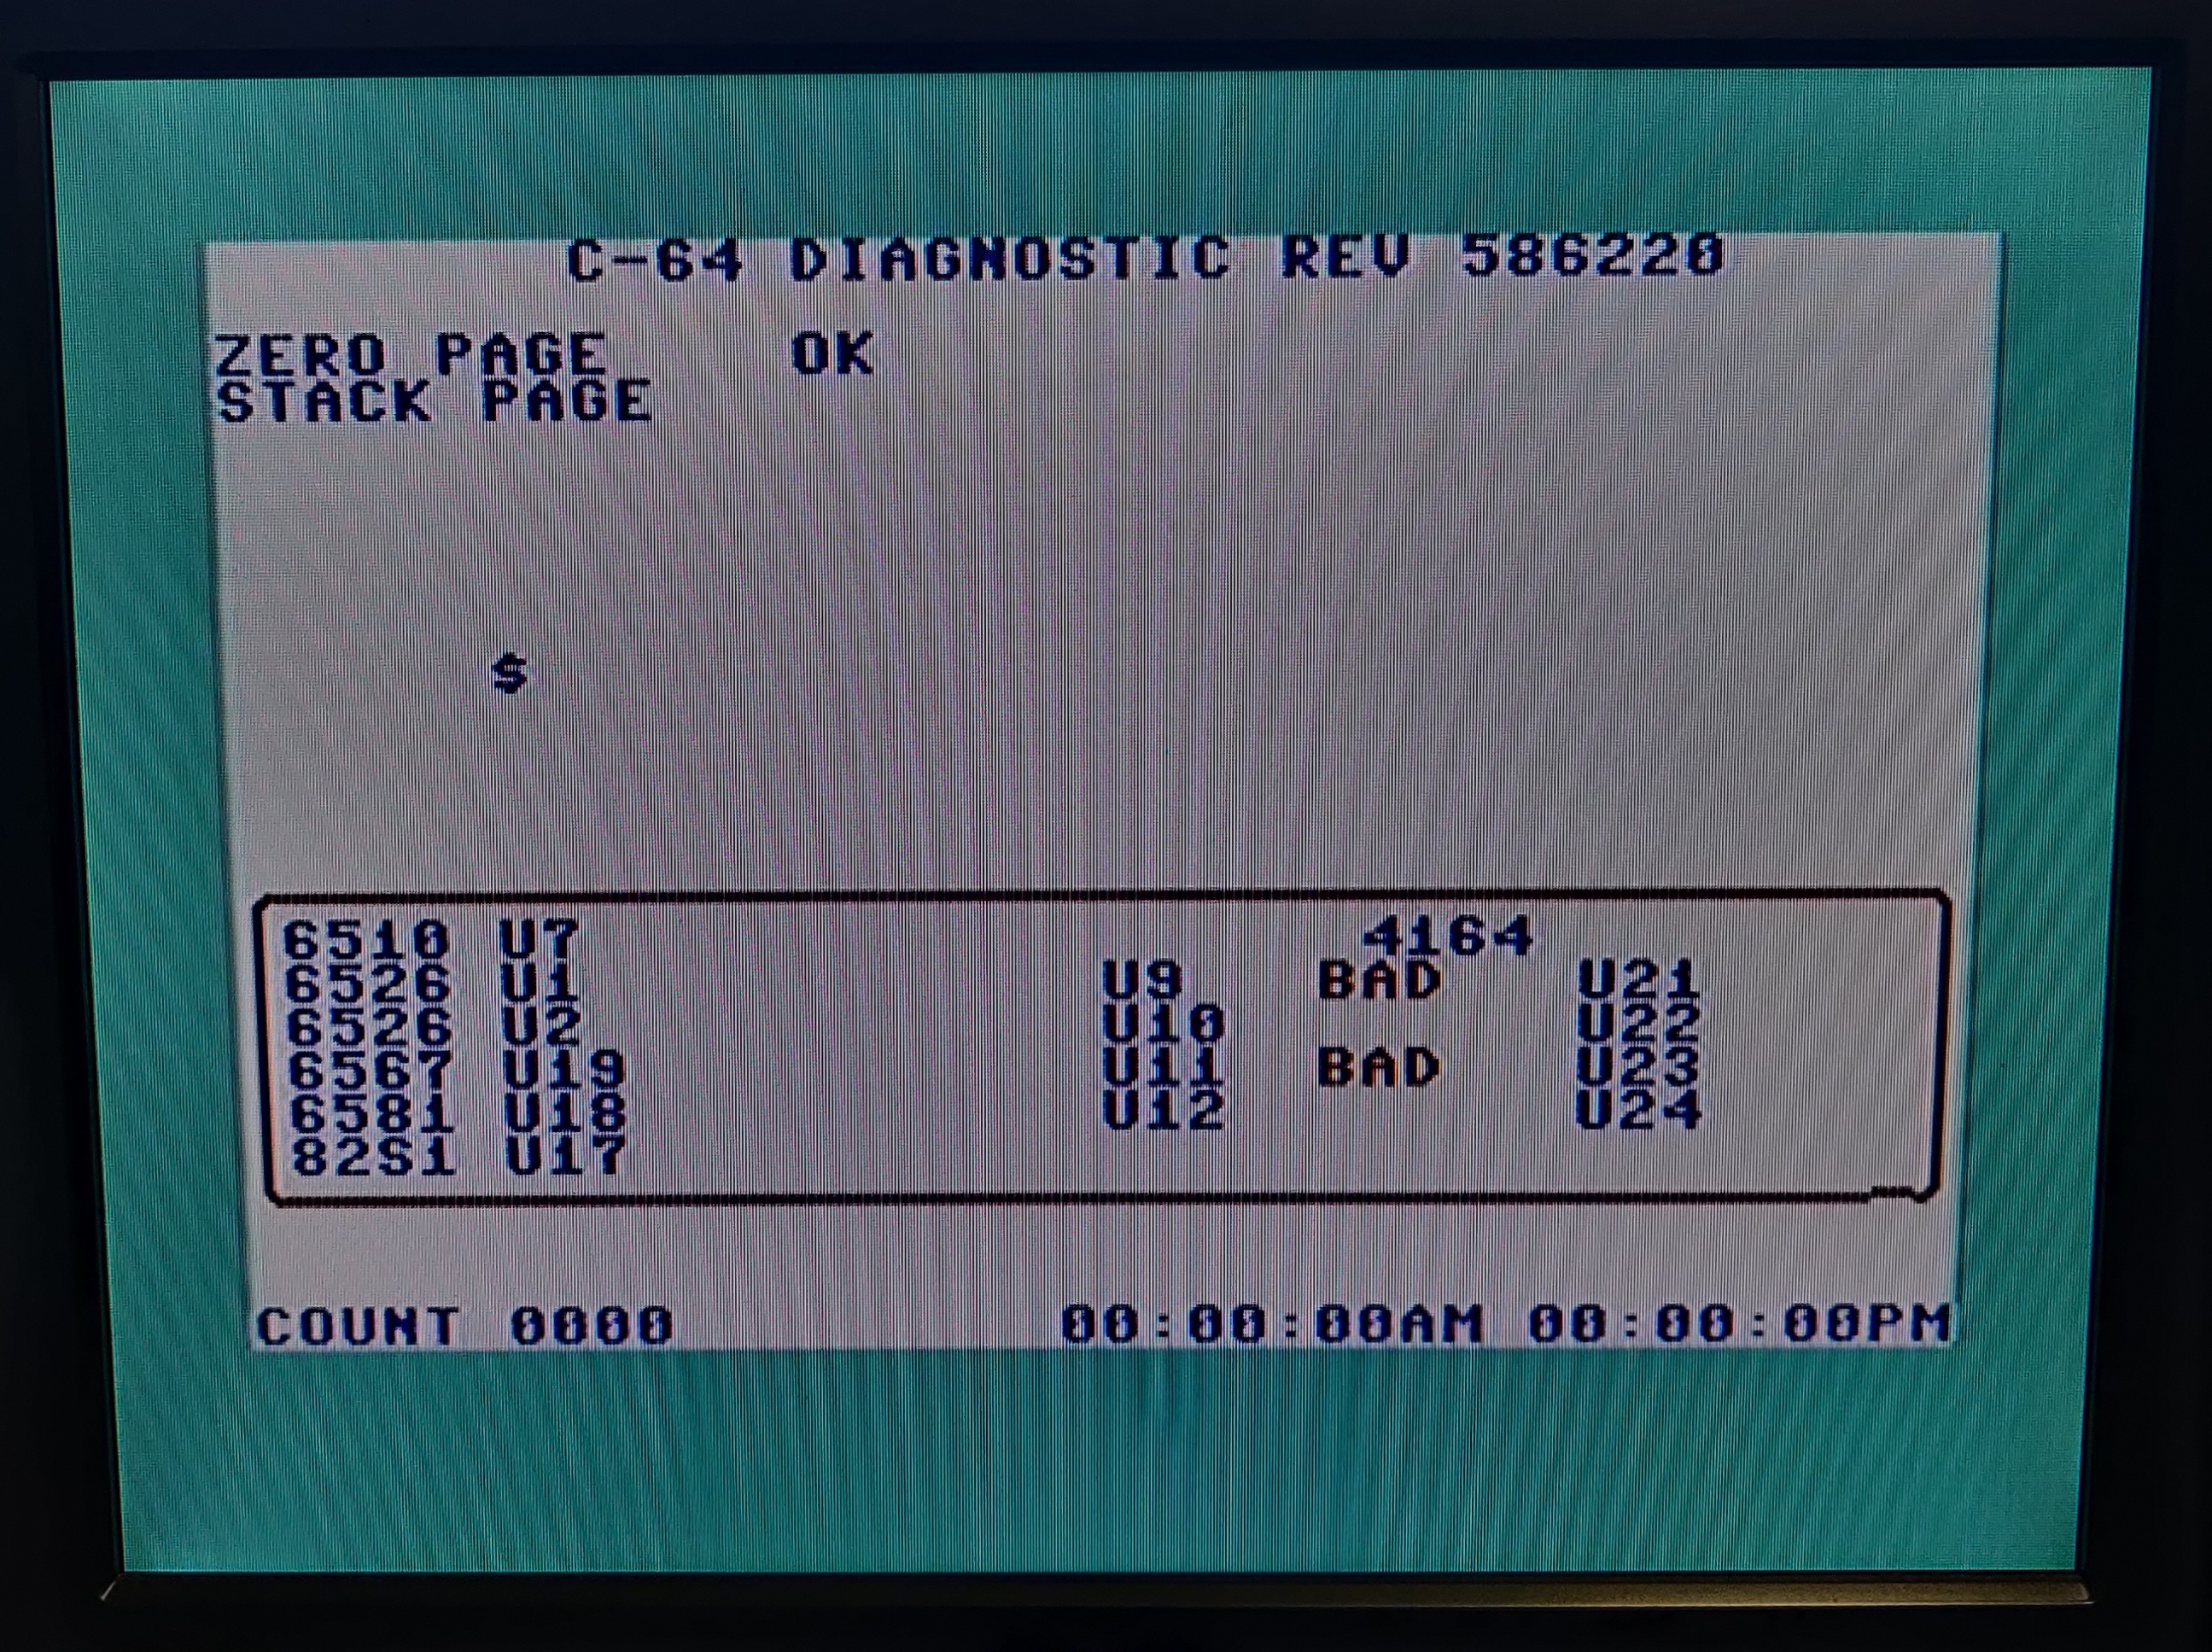 C-64 DIAGNOSTIC REV 586220
ZERO PAGE OK
STACK PAGE
$
6510 U7 4164
6526 U1 U9 BAD U21
6526 U2 U10 U22
6567 U19 U11 BAD U23
6581 U18 U12 U24
82S1 U17
COUNT 0000 00:00:00AM 00:00:00PM